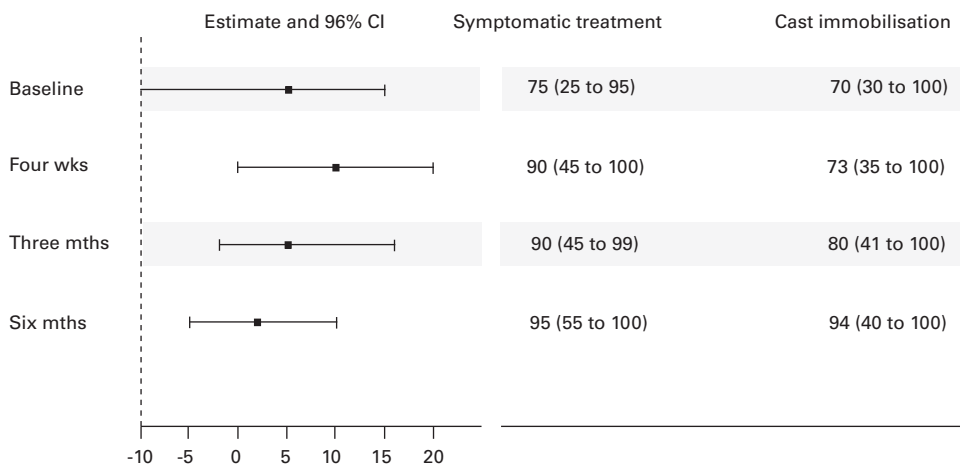 Estimate and 96% CI Symptomatic treatment Cast immobilisation
Baseline 75 (25 to 95) 70 (30 to 100)
Four wks 90 (45 to 100) 73 (35 to 100)
Three mths 90 (45 to 99) 80 (41 to 100)
Six mths 95 (55 to 100) 94 (40 to 100)
-10 -5 0 5 10 15 20